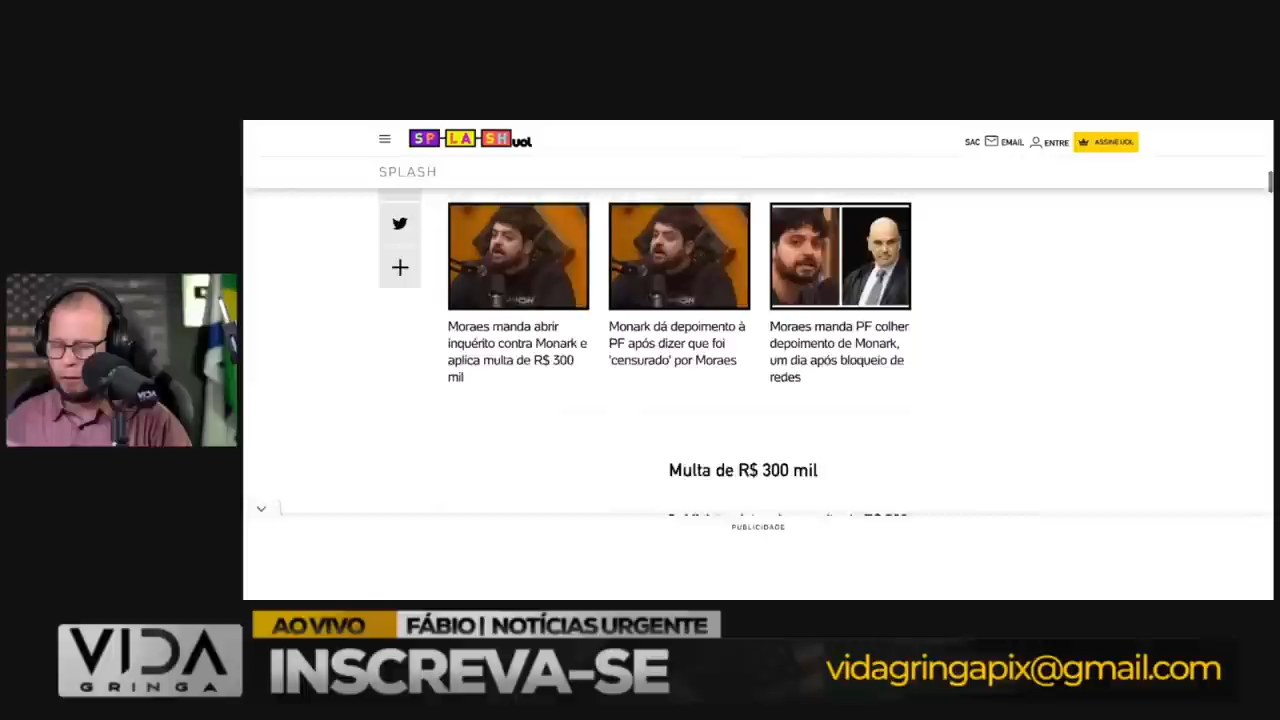 SPLASH uol
SAC EMAIL ENTRE ASSINE UOL
SPLASH
Moraes manda abrir
inquérito contra Monark e
aplica multa de R$ 300
mil
Monark dá depoimento à
PF após dizer que foi
'censurado' por Moraes
Moraes manda PF colher
depoimento de Monark,
um dia após bloqueio de
redes
Multa de R$ 300 mil
PUBLICIDADE
VIDA
GRINGA
AO VIVO
FÁBIO | NOTÍCIAS URGENTE
INSCREVA-SE
vidagringapix@gmail.com